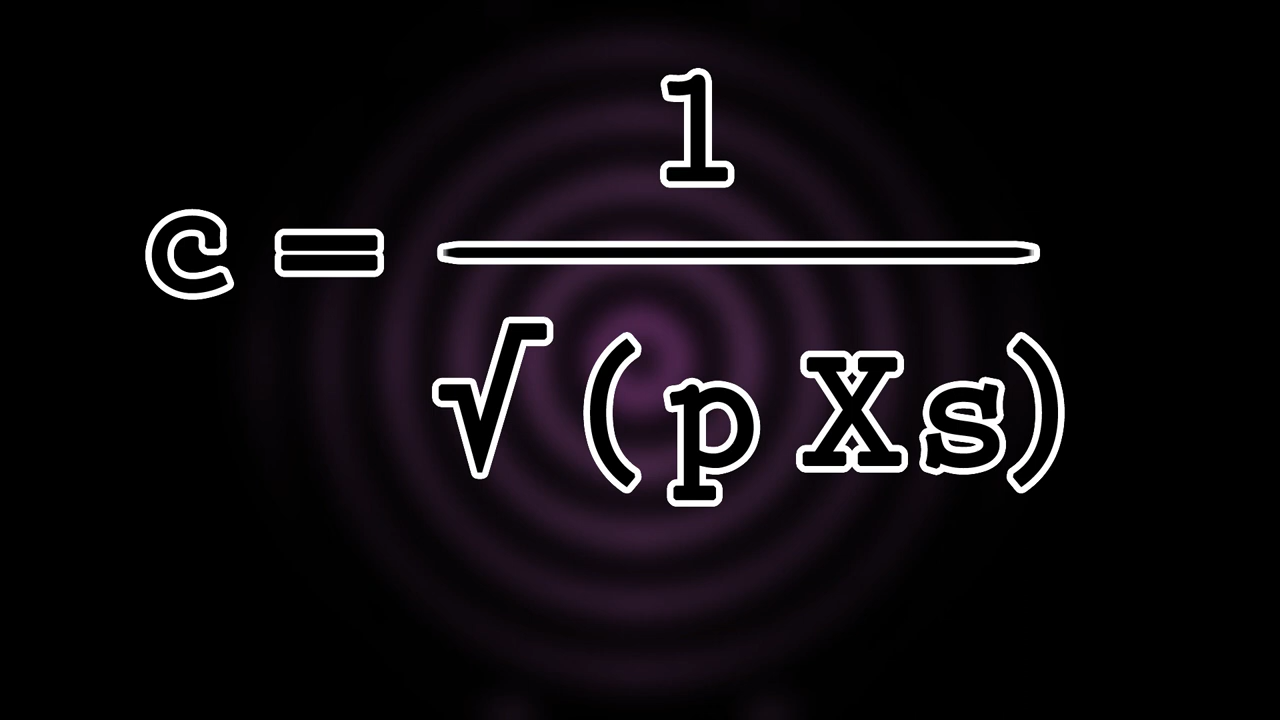 1
c =
√(p Xs)